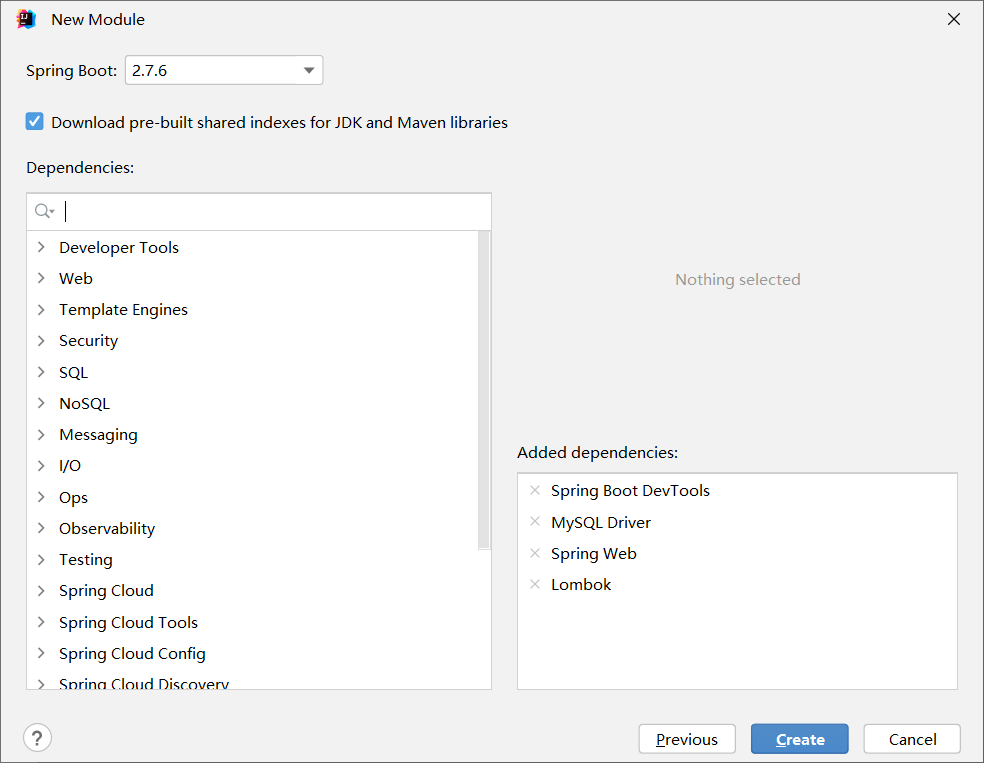 New Module
Spring Boot: 2.7.6
Download pre-built shared indexes for JDK and Maven libraries
Dependencies:
Developer Tools
Web
Template Engines
Security
SQL
NoSQL
Messaging
I/O
Ops
Observability
Testing
Spring Cloud
Spring Cloud Tools
Spring Cloud Config
Spring Cloud Discovery
Nothing selected
Added dependencies:
Spring Boot DevTools
MySQL Driver
Spring Web
Lombok
?
Previous
Create
Cancel